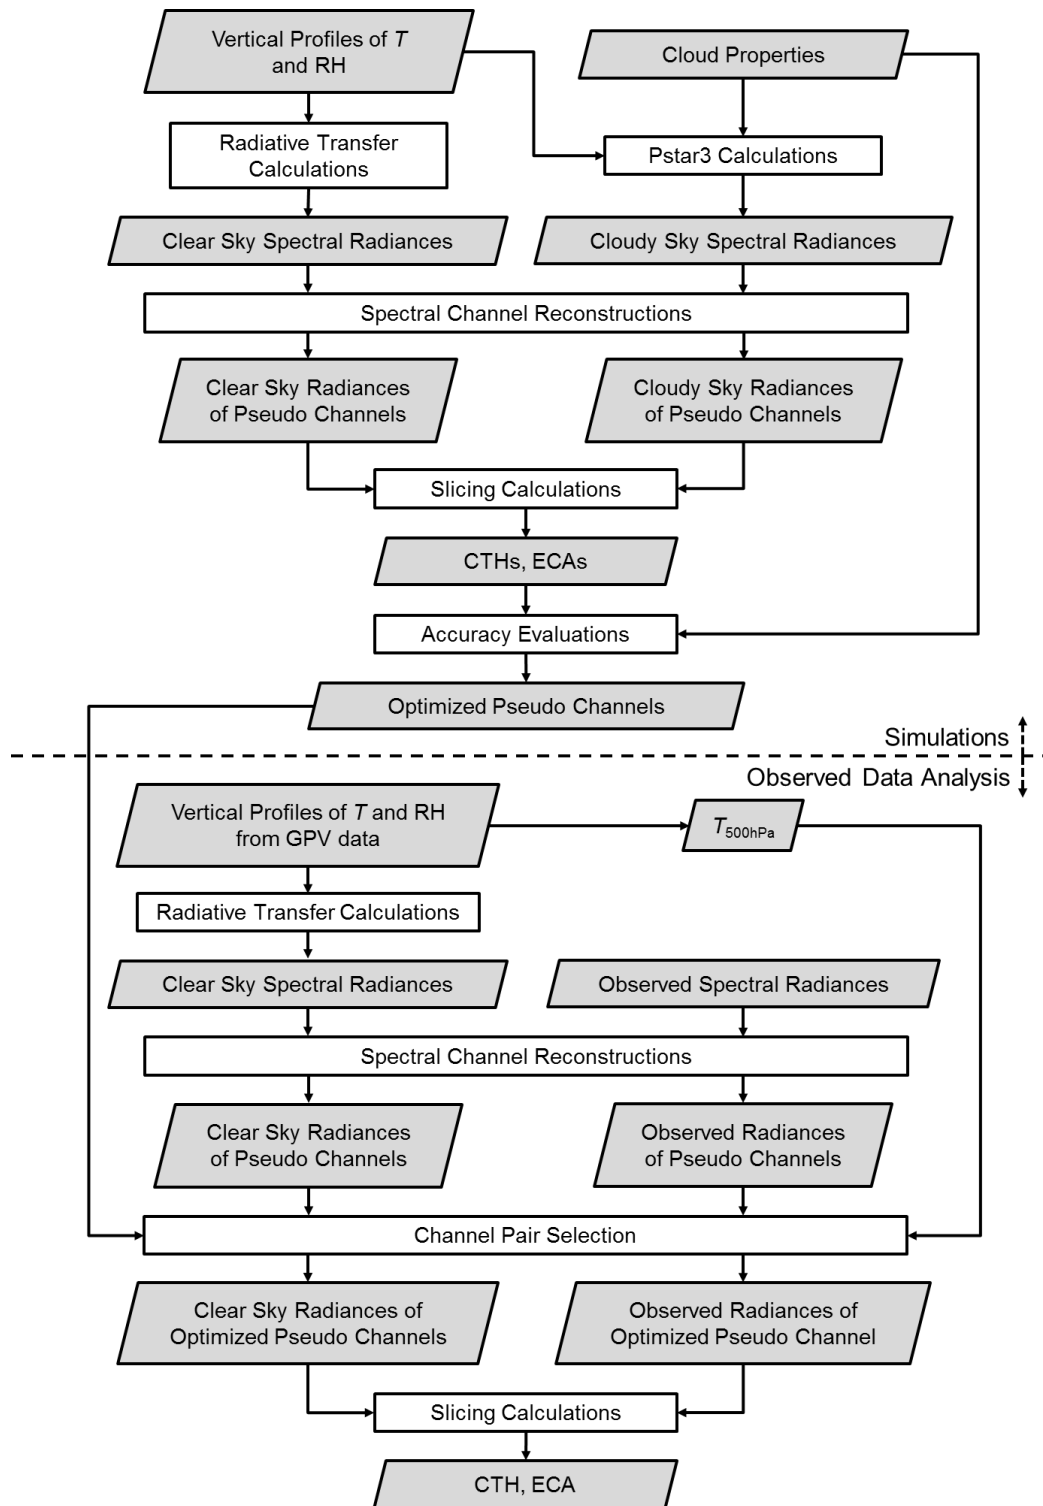 Vertical Profiles of T
and RH
Cloud Properties
Radiative Transfer
Calculations
Pstar3 Calculations
Clear Sky Spectral Radiances
Cloudy Sky Spectral Radiances
Spectral Channel Reconstructions
Clear Sky Radiances
of Pseudo Channels
Cloudy Sky Radiances
of Pseudo Channels
Slicing Calculations
CTHs, ECAs
Accuracy Evaluations
Optimized Pseudo Channels
Simulations
Observed Data Analysis
Vertical Profiles of T and RH
from GPV data
T500hPa
Radiative Transfer Calculations
Clear Sky Spectral Radiances
Observed Spectral Radiances
Spectral Channel Reconstructions
Clear Sky Radiances
of Pseudo Channels
Observed Radiances
of Pseudo Channels
Channel Pair Selection
Clear Sky Radiances of
Optimized Pseudo Channels
Observed Radiances of
Optimized Pseudo Channel
Slicing Calculations
CTH, ECA